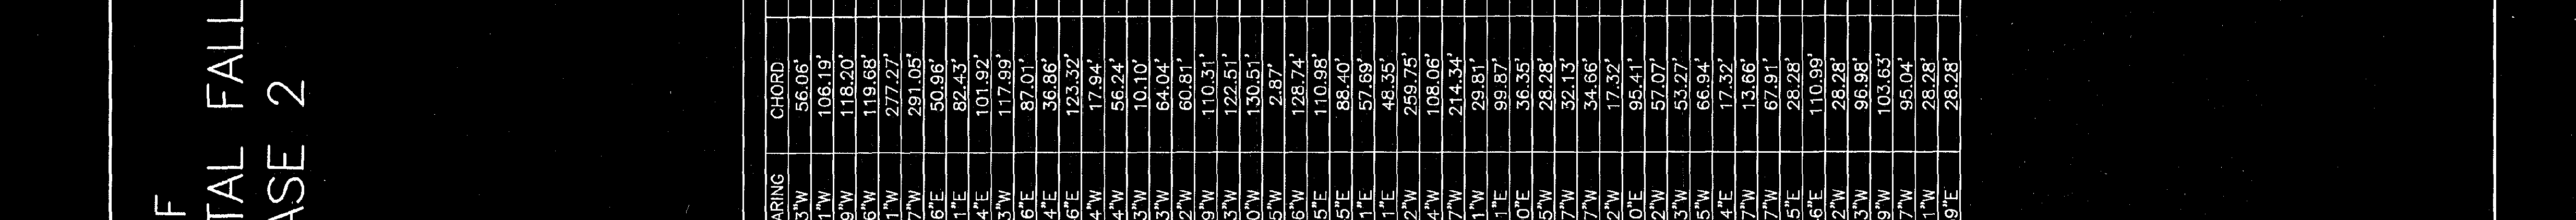 F
TAL FALL
ASE 2
ARING CHORD
3"W 56.06'
1"W 106.19'
9"W 118.20'
6"W 119.68'
1"W 277.27'
7"W 291.05'
6"E 50.96'
1"E 82.43'
4"E 101.92'
3"W 117.99'
6"E 87.01'
4"E 36.86'
6"E 123.32'
4"W 17.94'
4"W 56.24'
3"W 10.10'
3"W 64.04'
2"W 60.81'
9"W 110.31'
3"W 122.51'
0"W 130.51'
5"W 2.87'
6"W 128.74'
5"E 110.98'
5"E 88.40'
1"E 57.69'
1"E 48.35'
2"W 259.75'
4"W 108.06'
7"W 214.34'
1"W 29.81'
1"E 99.87'
0"E 36.35'
5"W 28.28'
7"W 32.13'
7"W 34.66'
2"W 17.32'
0"E 95.41'
2"W 57.07'
3"W 53.27'
5"W 66.94'
4"E 17.32'
7"W 13.66'
7"W 67.91'
5"E 28.28'
6"E 110.99'
2"W 28.28'
3"W 96.98'
9"W 103.63'
7"W 95.04'
1"W 28.28'
9"E 28.28'